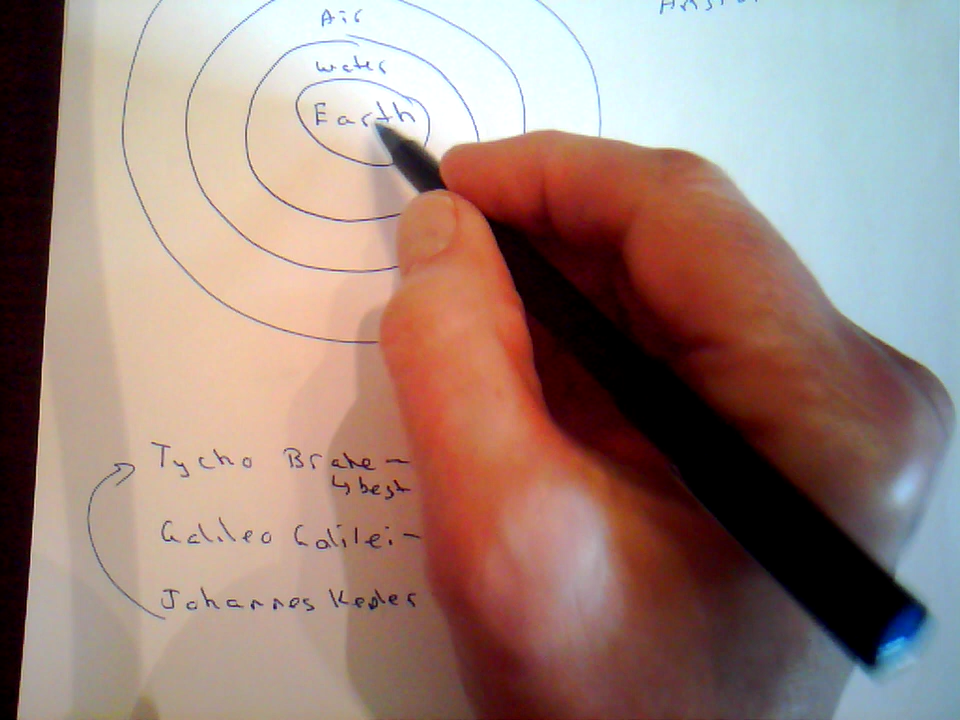 Air
water
Earth
Tycho Brahe -
↳ best
Galileo Galilei -
Johannes Kepler